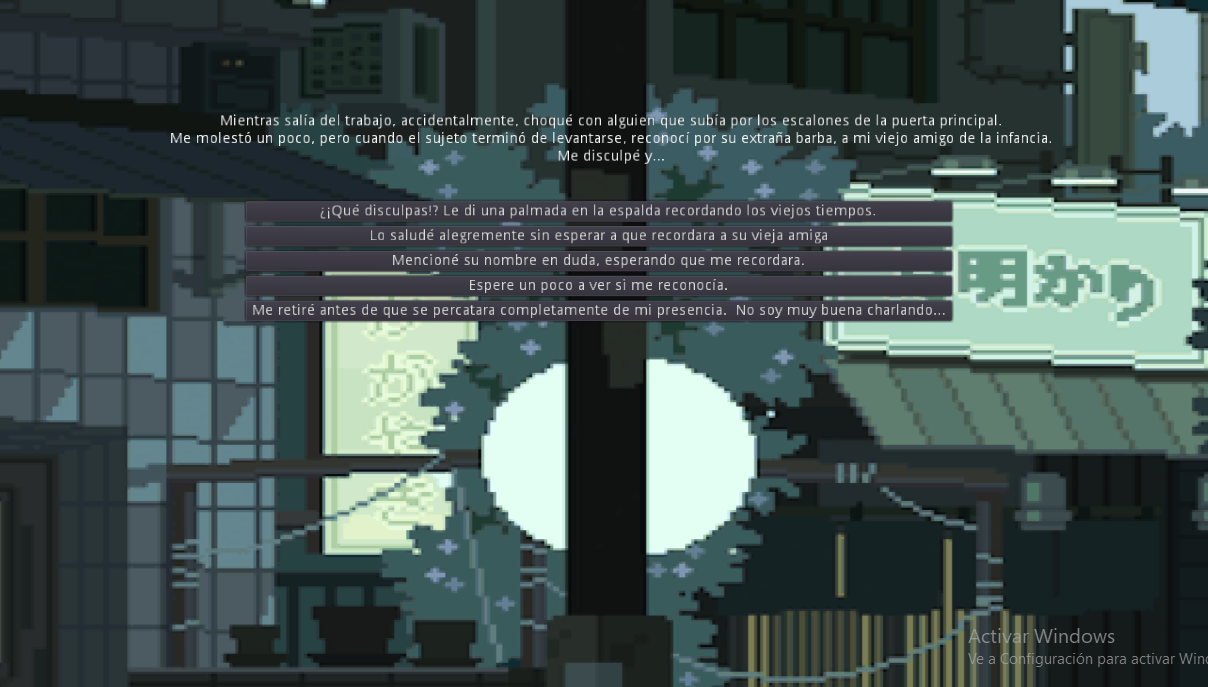 Mientras salía del trabajo, accidentalmente, choqué con alguien que subía por los escalones de la puerta principal.
Me molestó un poco, pero cuando el sujeto terminó de levantarse, reconocí por su extraña barba, a mi viejo amigo de la infancia.
Me disculpé y...
¿¡Qué disculpas!? Le di una palmada en la espalda recordando los viejos tiempos.
Lo saludé alegremente sin esperar a que recordara a su vieja amiga
Mencioné su nombre en duda, esperando que me recordara.
Espere un poco a ver si me reconocía.
Me retiré antes de que se percatara completamente de mi presencia. No soy muy buena charlando...
明かり
Activar Windows
Ve a Configuración para activar Win